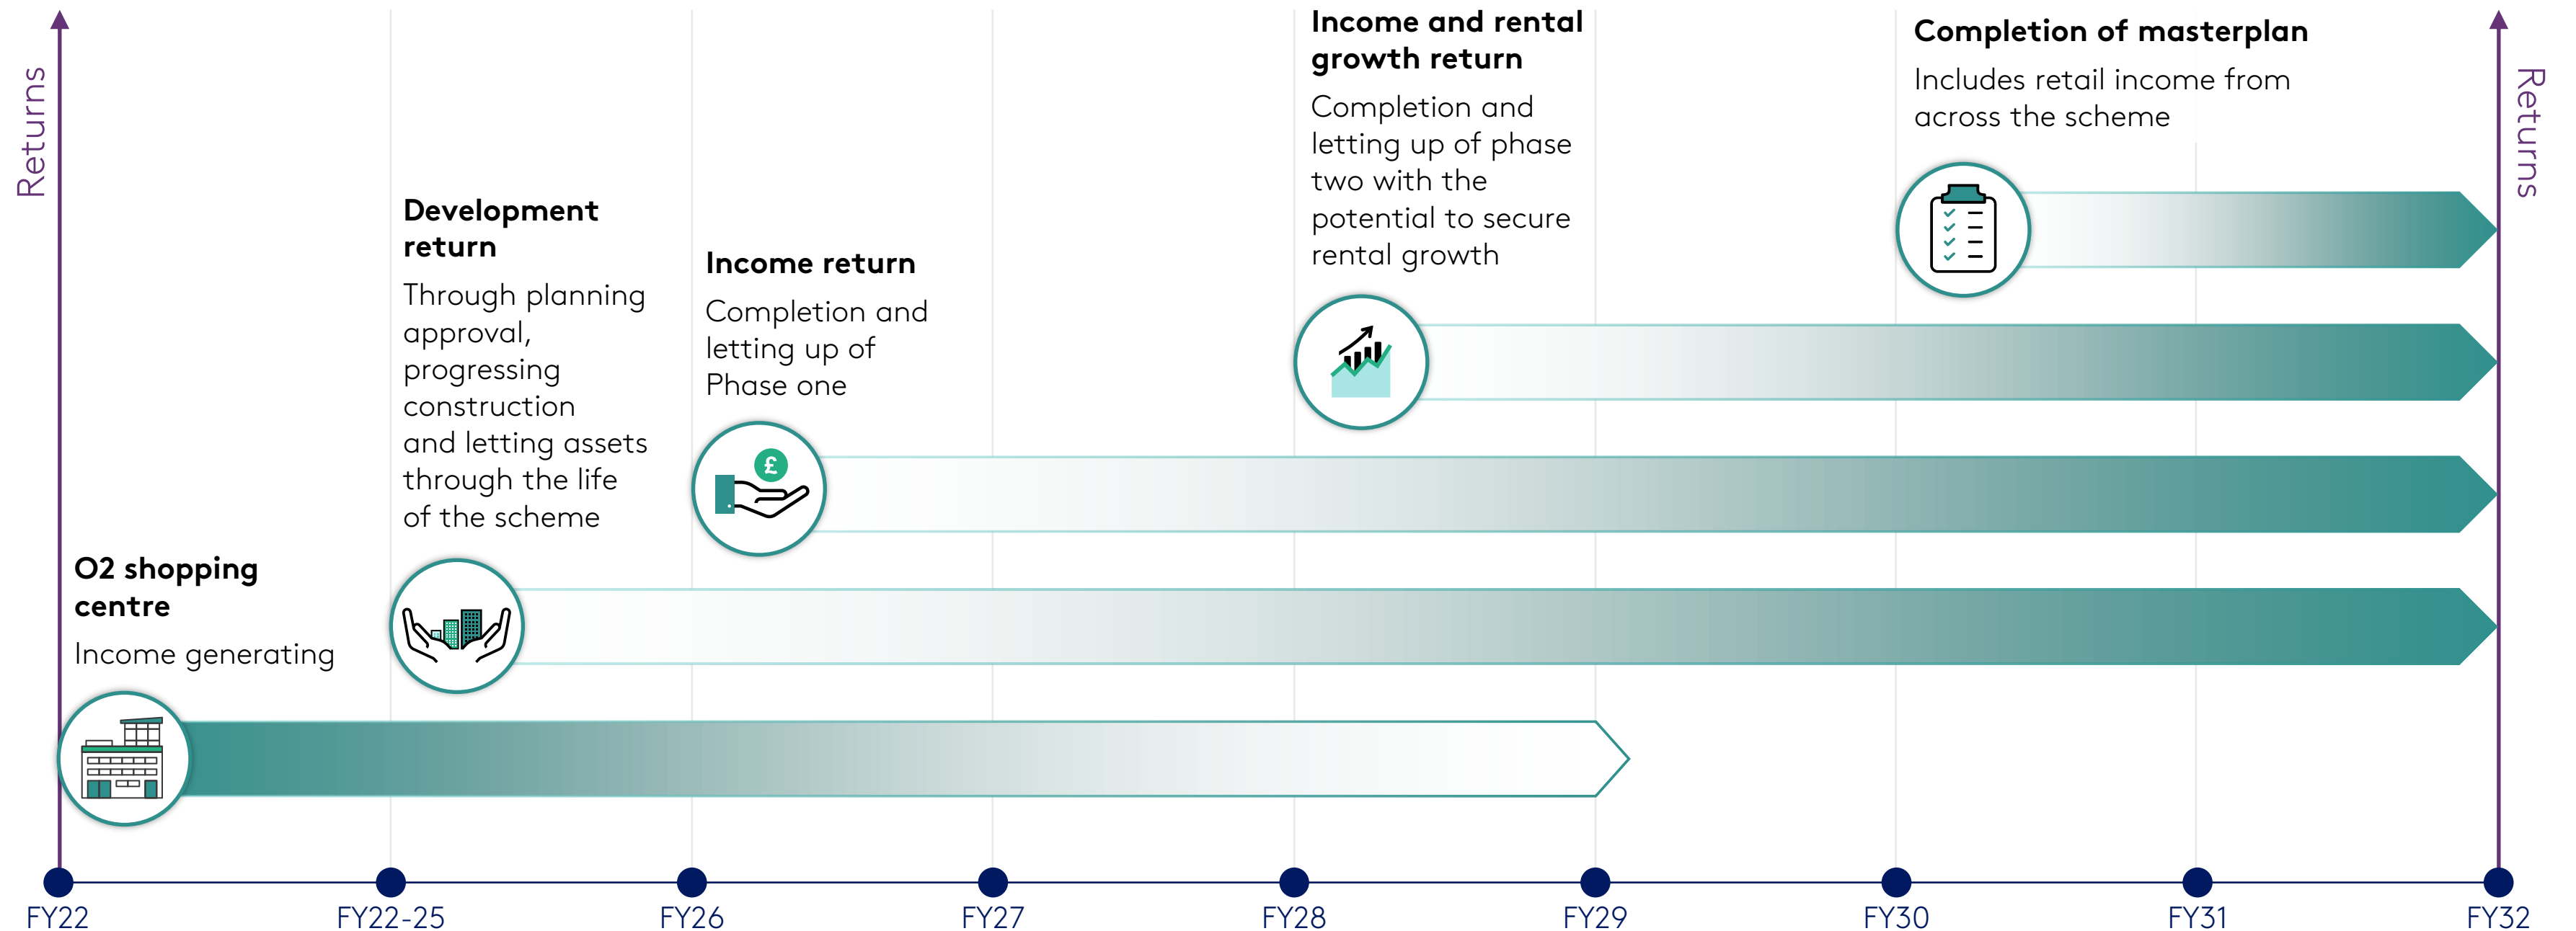 Returns
O2 shopping
centre
Income generating
Development
return
Through planning
approval,
progressing
construction
and letting assets
through the life
of the scheme
Income return
Completion and
letting up of
Phase one
£
Income and rental
growth return
Completion and
letting up of phase
two with the
potential to secure
rental growth
Completion of masterplan
Includes retail income from
across the scheme
Returns
FY22
FY22-25
FY26
FY27
FY28
FY29
FY30
FY31
FY32